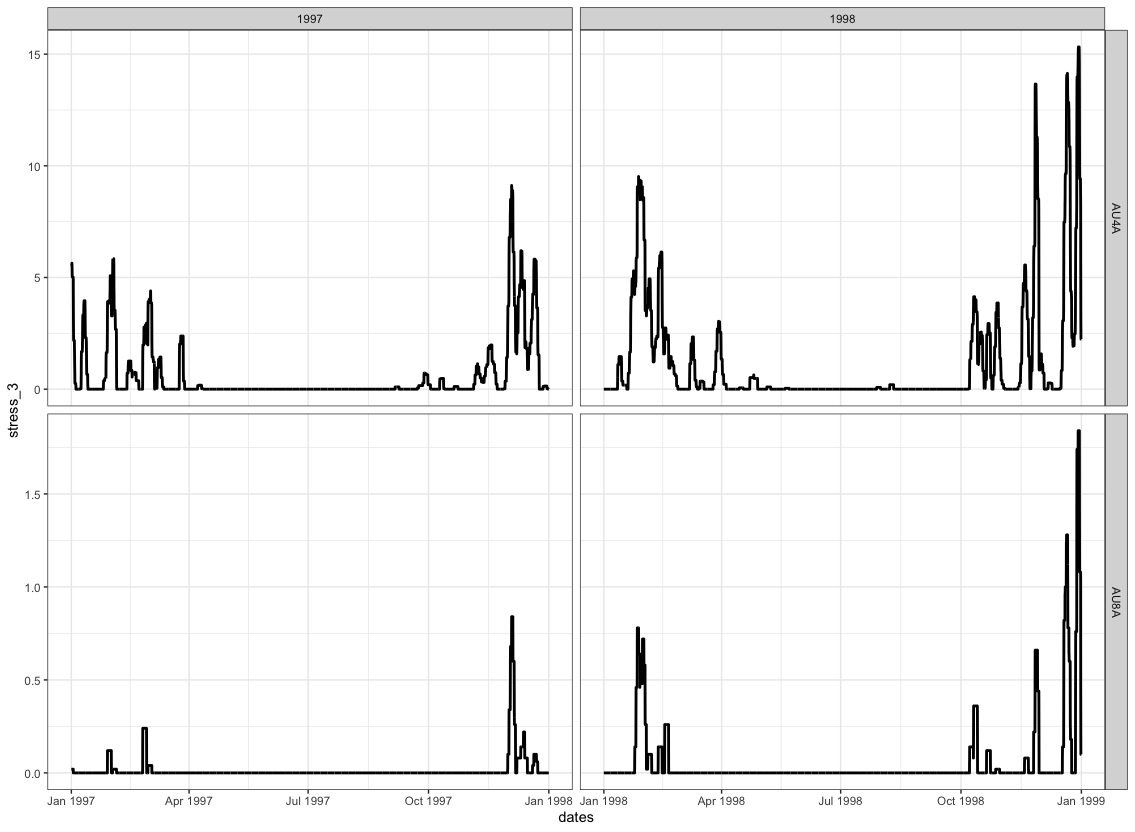 1997
1998
15
10
5
0
AU4A
stress_3
1.5
1.0
0.5
0.0
AU8A
Jan 1997
Apr 1997
Jul 1997
Oct 1997
Jan 1998
Jan 1998
Apr 1998
Jul 1998
Oct 1998
Jan 1999
dates